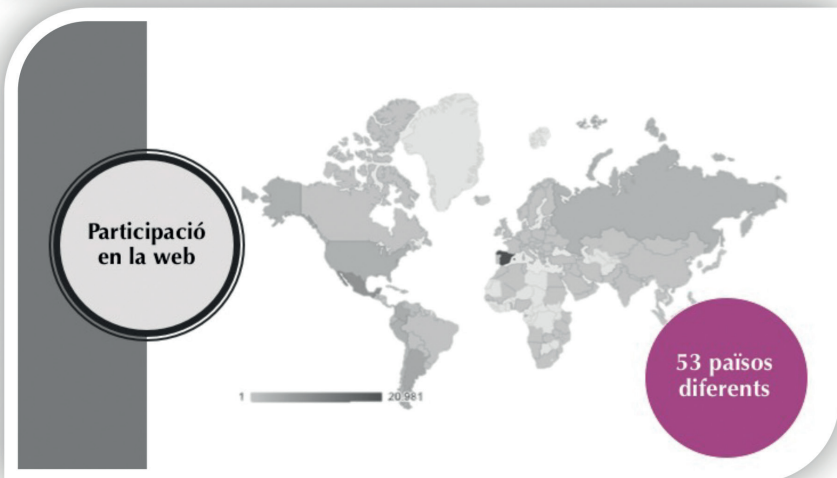 Participació
en la web
53 països
diferents
1 20.981